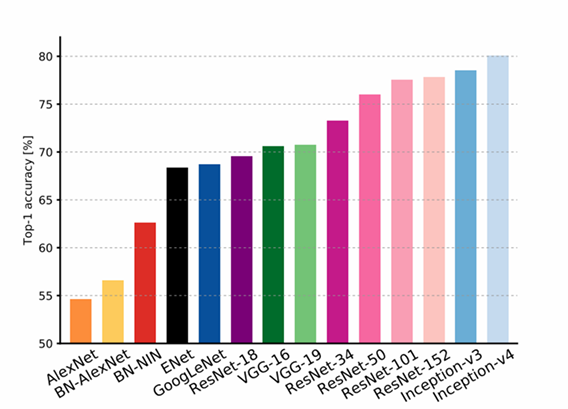 Top-1 accuracy [%]
80
75
70
65
60
55
50
AlexNet
BN-AlexNet
BN-NIN
ENet
GoogLeNet
ResNet-18
VGG-16
VGG-19
ResNet-34
ResNet-50
ResNet-101
ResNet-152
Inception-v3
Inception-v4